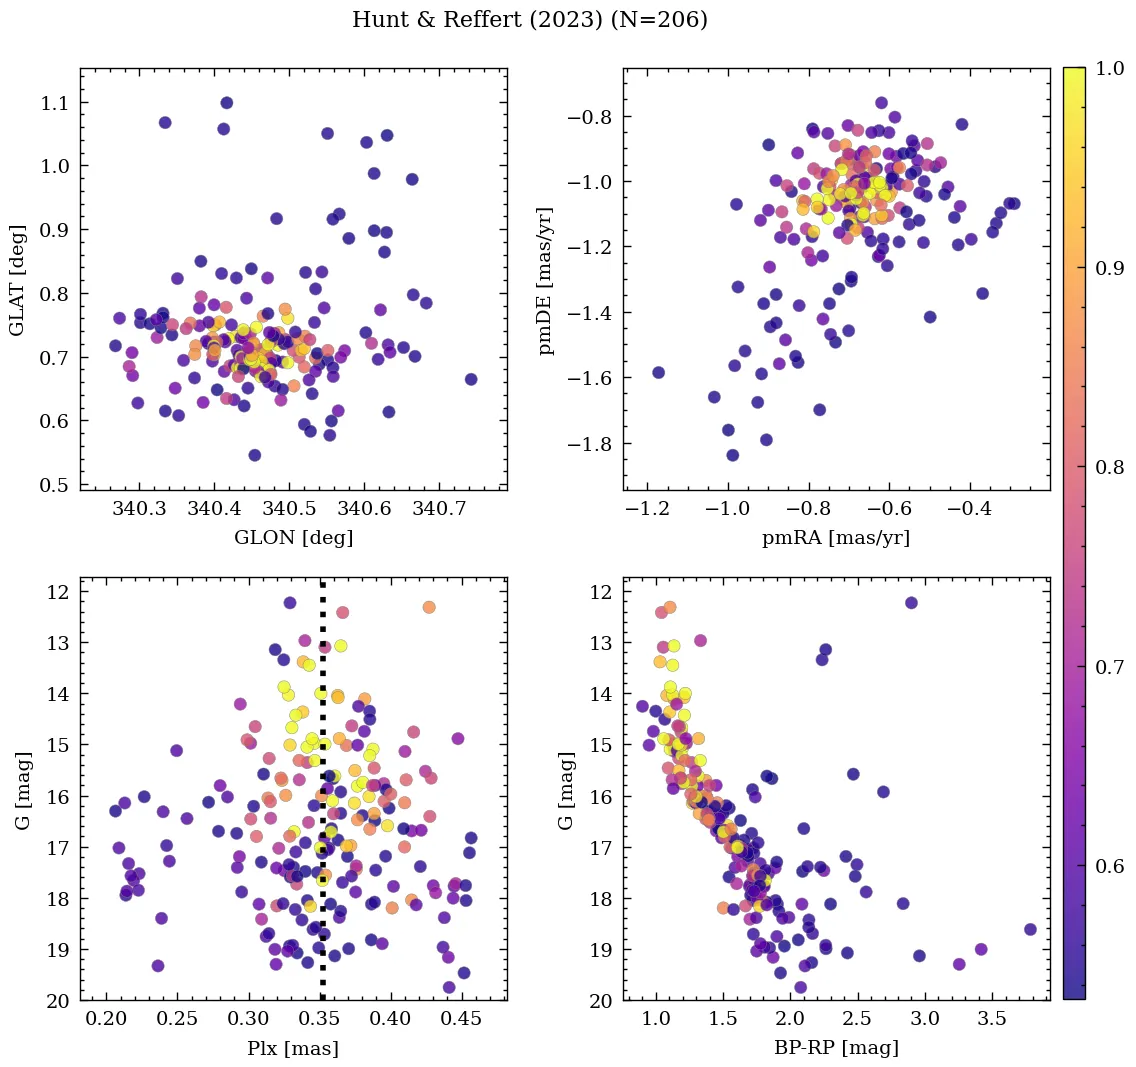 Hunt & Reffert (2023) (N=206)
GLAT [deg]
1.1
1.0
0.9
0.8
0.7
0.6
0.5
340.3 340.4 340.5 340.6 340.7
GLON [deg]
pmDE [mas/yr]
−0.8
−1.0
−1.2
−1.4
−1.6
−1.8
−1.2 −1.0 −0.8 −0.6 −0.4
pmRA [mas/yr]
1.0
0.9
0.8
0.7
0.6
G [mag]
12
13
14
15
16
17
18
19
20
0.20 0.25 0.30 0.35 0.40 0.45
Plx [mas]
G [mag]
12
13
14
15
16
17
18
19
20
1.0 1.5 2.0 2.5 3.0 3.5
BP-RP [mag]